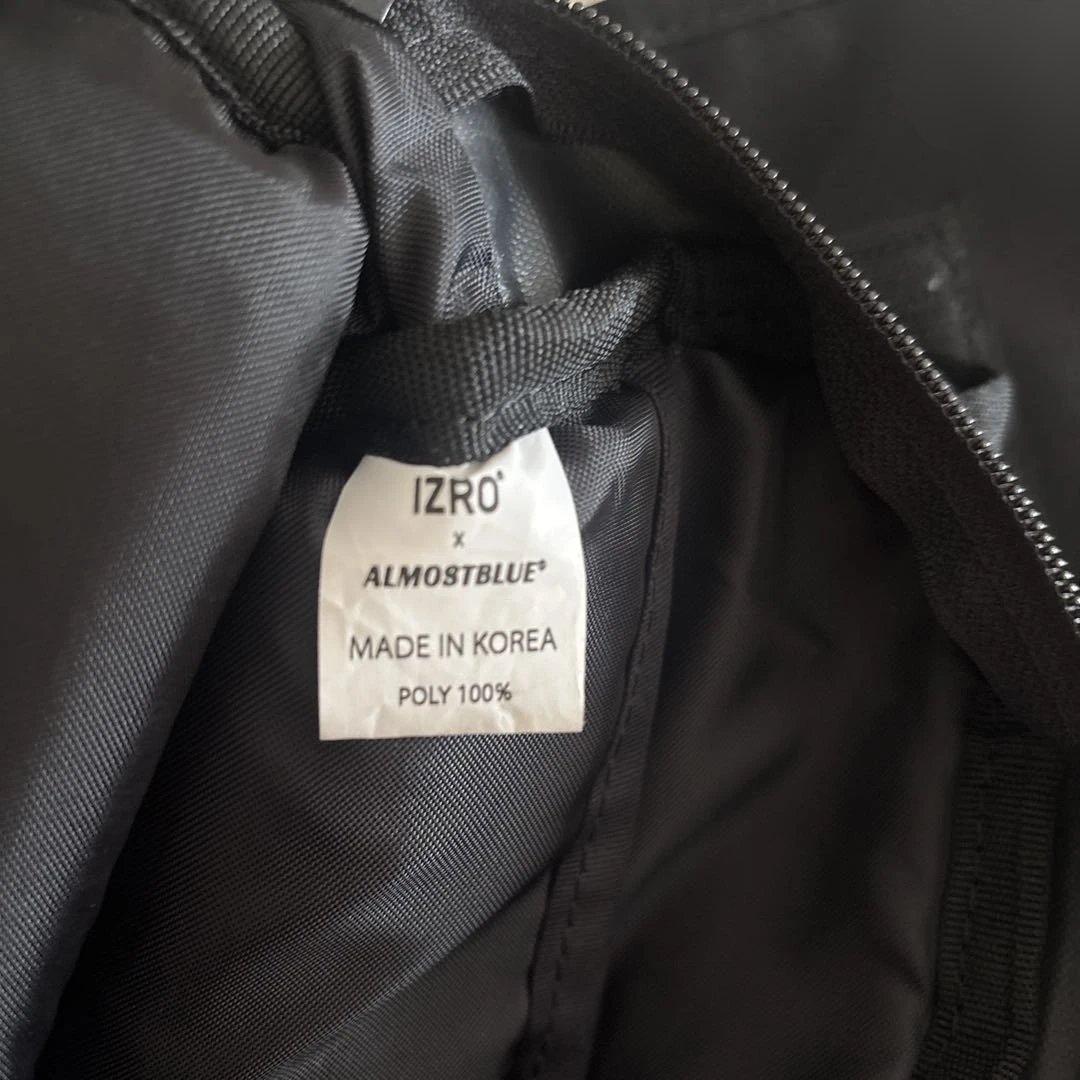 IZRO®
x
ALMOSTBLUE®
MADE IN KOREA
POLY 100%